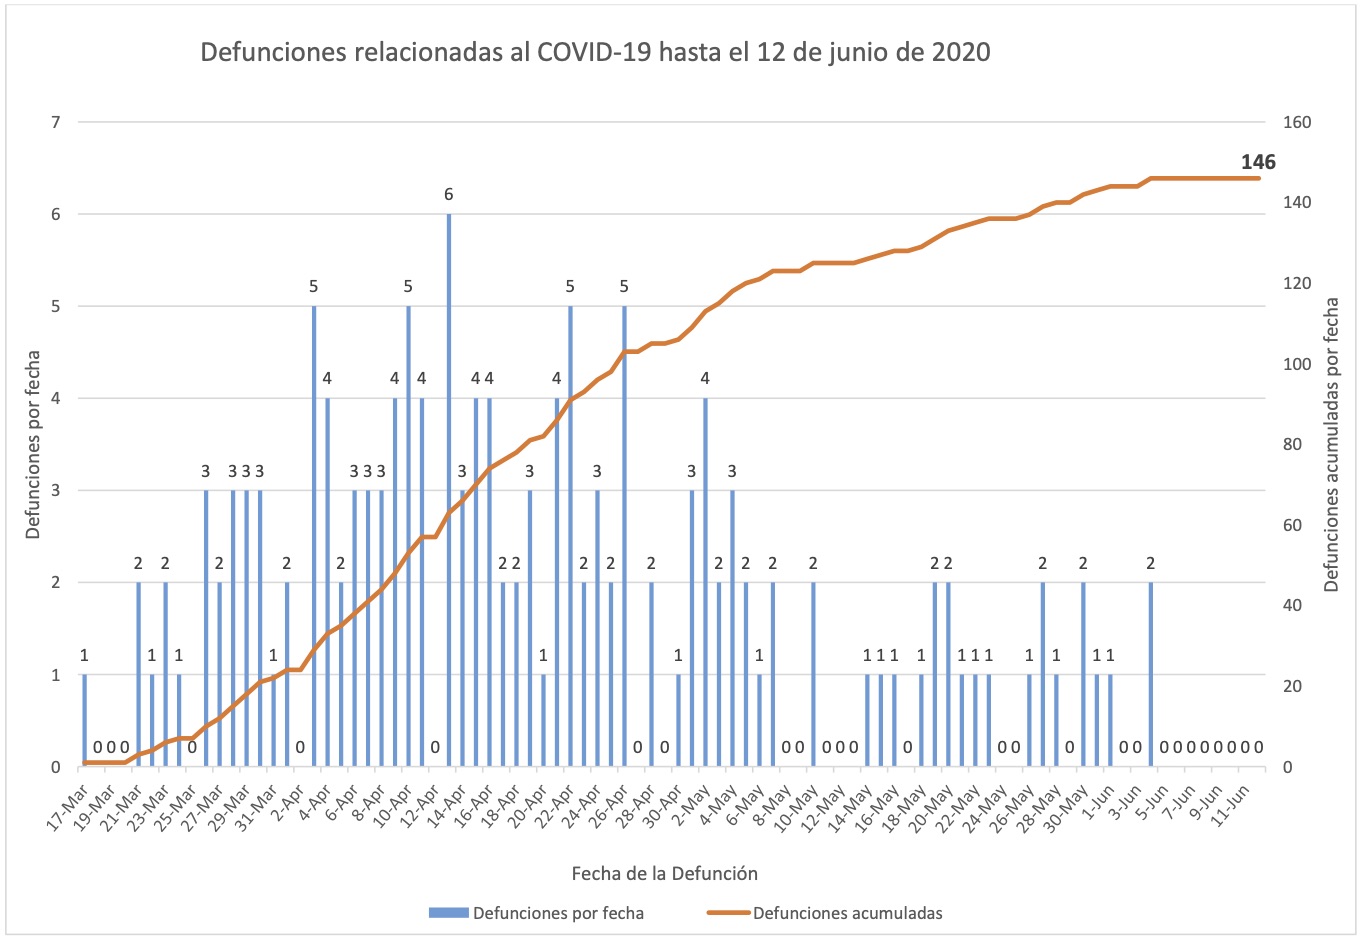 Defunciones relacionadas al COVID-19 hasta el 12 de junio de 2020
Defunciones por fecha
7
6
5
4
3
2
1
0
146
6
5 5 5 5
4 4 4 4 4 4 4
3 3 3 3 3 3 3 3 3 3 3 3
2 2 2 2 2 2 2 2 2 2 2 2 2 2 2 2 2 2 2
1 1 1 1 1 1 1 1 1 1 1 1 1 1 1 1 1 1
0 0 0 0 0 0 0 0 0 0 0 0 0 0 0 0 0 0 0 0 0 0 0 0 0 0 0
160
140
120
100
80
60
40
20
0
Defunciones acumuladas por fecha
17-Mar 19-Mar 21-Mar 23-Mar 25-Mar 27-Mar 29-Mar 31-Mar 2-Apr 4-Apr 6-Apr 8-Apr 10-Apr 12-Apr 14-Apr 16-Apr 18-Apr 20-Apr 22-Apr 24-Apr 26-Apr 28-Apr 30-Apr 2-May 4-May 6-May 8-May 10-May 12-May 14-May 16-May 18-May 20-May 22-May 24-May 26-May 28-May 30-May 1-Jun 3-Jun 5-Jun 7-Jun 9-Jun 11-Jun
Fecha de la Defunción
Defunciones por fecha Defunciones acumuladas